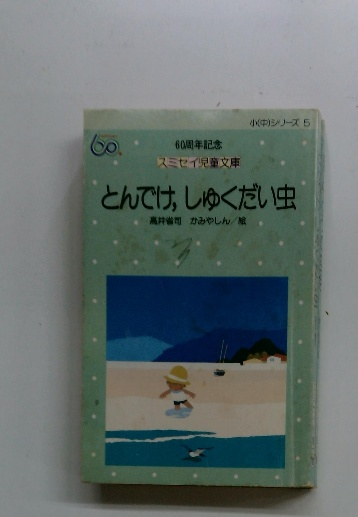 小(中)シリーズ 5
60
60周年記念
スミセイ児童文庫
とんでけ,しゅくだい虫
高井省司 かみやしん/絵